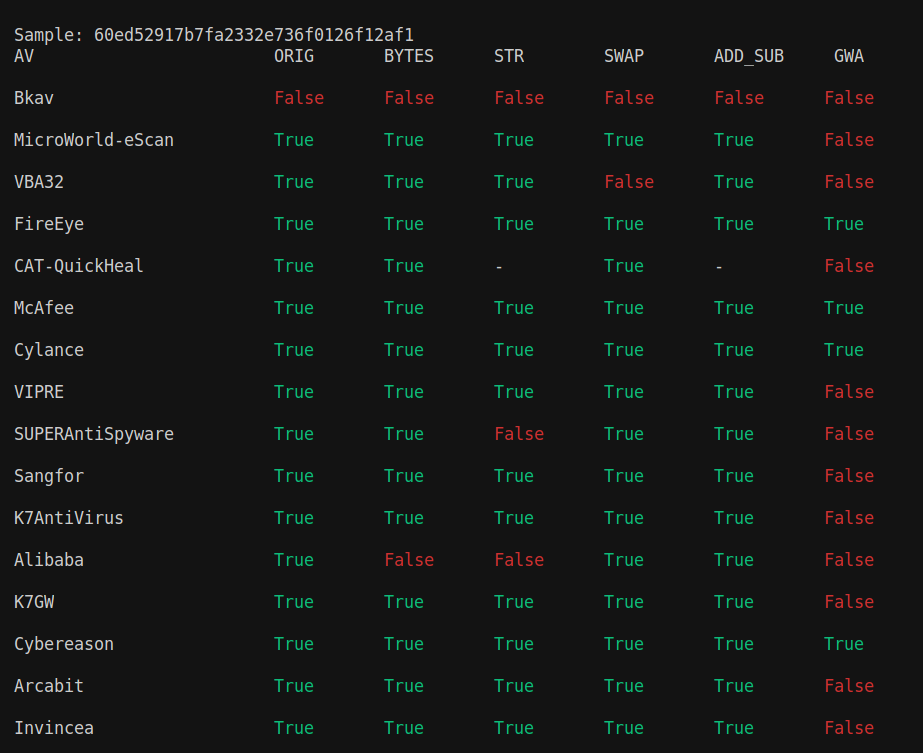 Sample: 60ed52917b7fa2332e736f0126f12af1
AV ORIG BYTES STR SWAP ADD_SUB GWA
Bkav False False False False False False
MicroWorld-eScan True True True True True False
VBA32 True True True False True False
FireEye True True True True True True
CAT-QuickHeal True True - True - False
McAfee True True True True True True
Cylance True True True True True True
VIPRE True True True True True False
SUPERAntiSpyware True True False True True False
Sangfor True True True True True False
K7AntiVirus True True True True True False
Alibaba True False False True True False
K7GW True True True True True False
Cybereason True True True True True True
Arcabit True True True True True False
Invincea True True True True True False